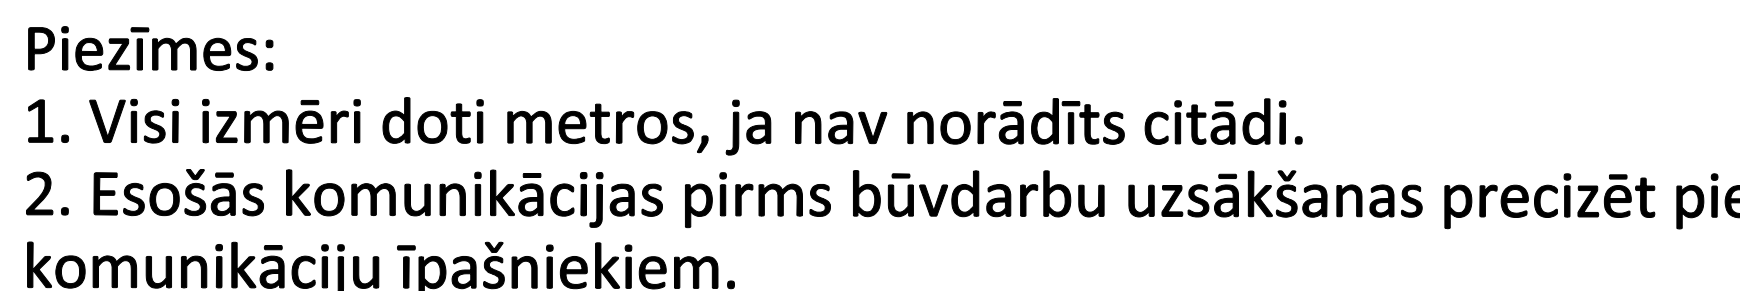 Piezīmes:
1. Visi izmēri doti metros, ja nav norādīts citādi.
2. Esošās komunikācijas pirms būvdarbu uzsākšanas precizēt pie
komunikāciju īpašniekiem.